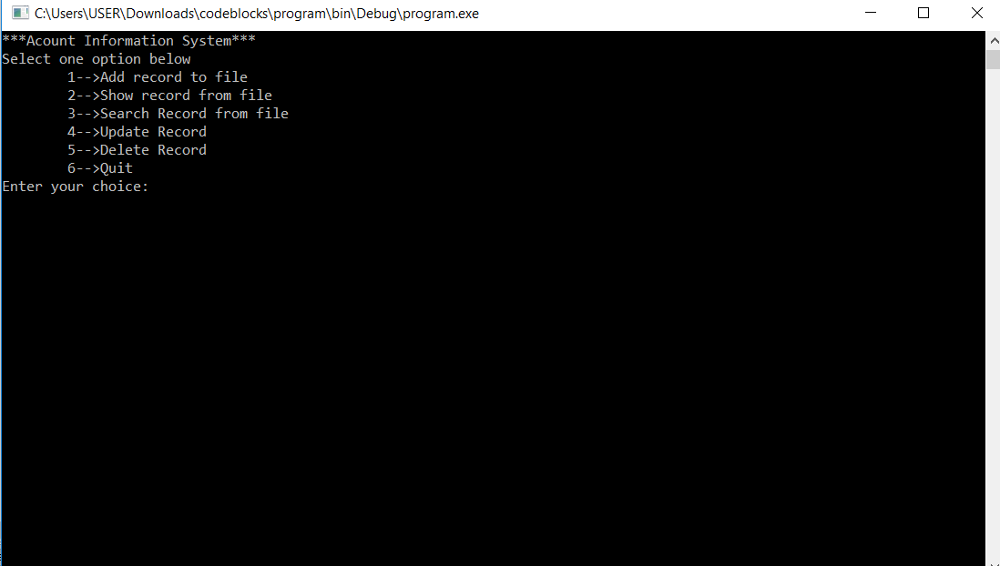 C:\Users\USER\Downloads\codeblocks\program\bin\Debug\program.exe
***Acount Information System***
Select one option below
1-->Add record to file
2-->Show record from file
3-->Search Record from file
4-->Update Record
5-->Delete Record
6-->Quit
Enter your choice: